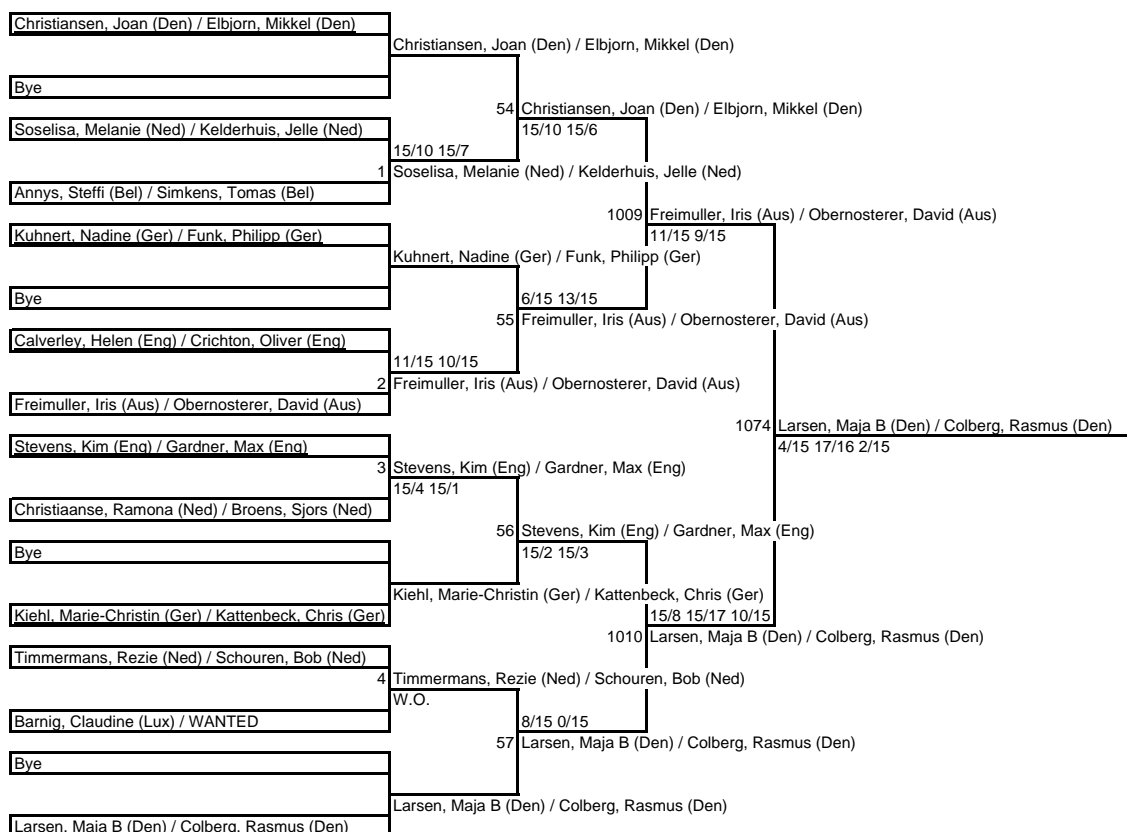 Christiansen, Joan (Den) / Elbjorn, Mikkel (Den)
Christiansen, Joan (Den) / Elbjorn, Mikkel (Den)
Bye
54 Christiansen, Joan (Den) / Elbjorn, Mikkel (Den)
Soselisa, Melanie (Ned) / Kelderhuis, Jelle (Ned)
15/10 15/6
15/10 15/7
1 Soselisa, Melanie (Ned) / Kelderhuis, Jelle (Ned)
Annys, Steffi (Bel) / Simkens, Tomas (Bel)
1009 Freimuller, Iris (Aus) / Obernosterer, David (Aus)
Kuhnert, Nadine (Ger) / Funk, Philipp (Ger)
11/15 9/15
Kuhnert, Nadine (Ger) / Funk, Philipp (Ger)
Bye
6/15 13/15
55 Freimuller, Iris (Aus) / Obernosterer, David (Aus)
Calverley, Helen (Eng) / Crichton, Oliver (Eng)
11/15 10/15
2 Freimuller, Iris (Aus) / Obernosterer, David (Aus)
Freimuller, Iris (Aus) / Obernosterer, David (Aus)
1074 Larsen, Maja B (Den) / Colberg, Rasmus (Den)
Stevens, Kim (Eng) / Gardner, Max (Eng)
4/15 17/16 2/15
3 Stevens, Kim (Eng) / Gardner, Max (Eng)
15/4 15/1
Christiaanse, Ramona (Ned) / Broens, Sjors (Ned)
56 Stevens, Kim (Eng) / Gardner, Max (Eng)
Bye
15/2 15/3
Kiehl, Marie-Christin (Ger) / Kattenbeck, Chris (Ger)
Kiehl, Marie-Christin (Ger) / Kattenbeck, Chris (Ger)
15/8 15/17 10/15
1010 Larsen, Maja B (Den) / Colberg, Rasmus (Den)
Timmermans, Rezie (Ned) / Schouren, Bob (Ned)
4 Timmermans, Rezie (Ned) / Schouren, Bob (Ned)
W.O.
Barnig, Claudine (Lux) / WANTED
8/15 0/15
57 Larsen, Maja B (Den) / Colberg, Rasmus (Den)
Bye
Larsen, Maja B (Den) / Colberg, Rasmus (Den)
Larsen, Maja B (Den) / Colberg, Rasmus (Den)